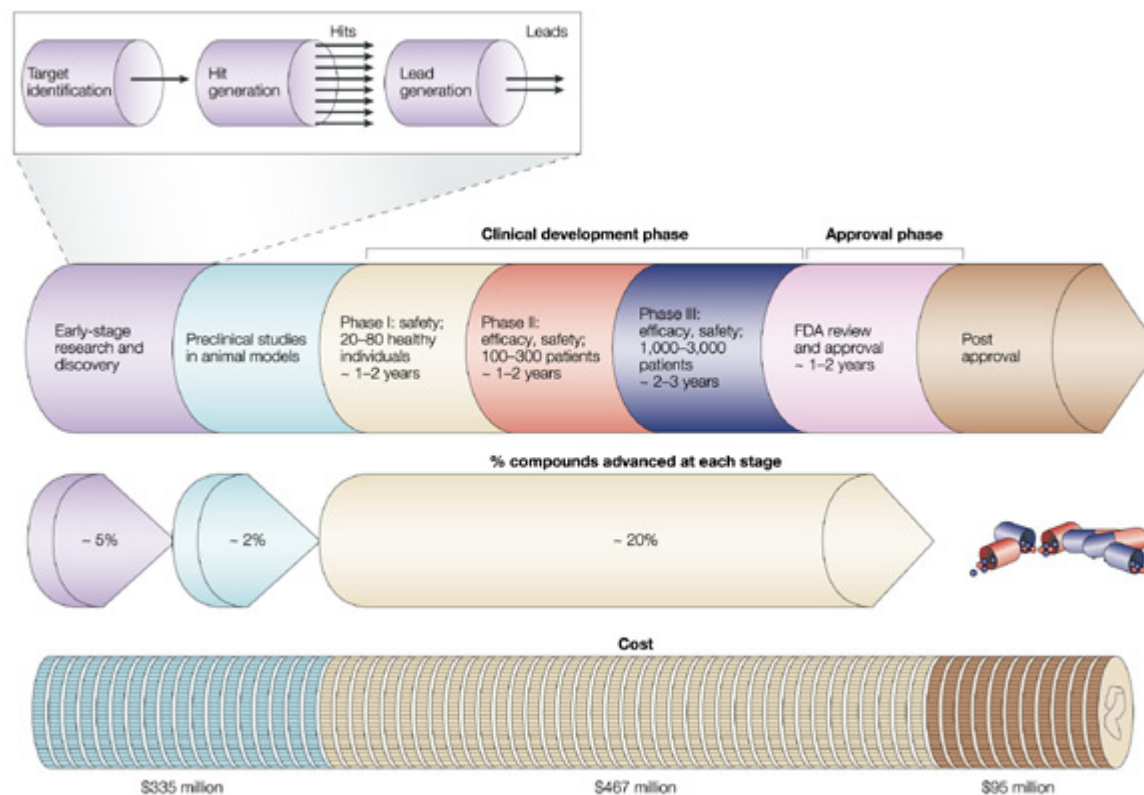 Hits
Leads
Target
identification
Hit
generation
Lead
generation
Clinical development phase
Approval phase
Early-stage
research and
discovery
Preclinical studies
in animal models
Phase I: safety;
20–80 healthy
individuals
~ 1–2 years
Phase II:
efficacy, safety;
100–300 patients
~ 1–2 years
Phase III:
efficacy, safety;
1,000–3,000
patients
~ 2–3 years
FDA review
and approval
~ 1–2 years
Post
approval
% compounds advanced at each stage
~ 5%
~ 2%
~ 20%
Cost
$335 million
$467 million
$95 million